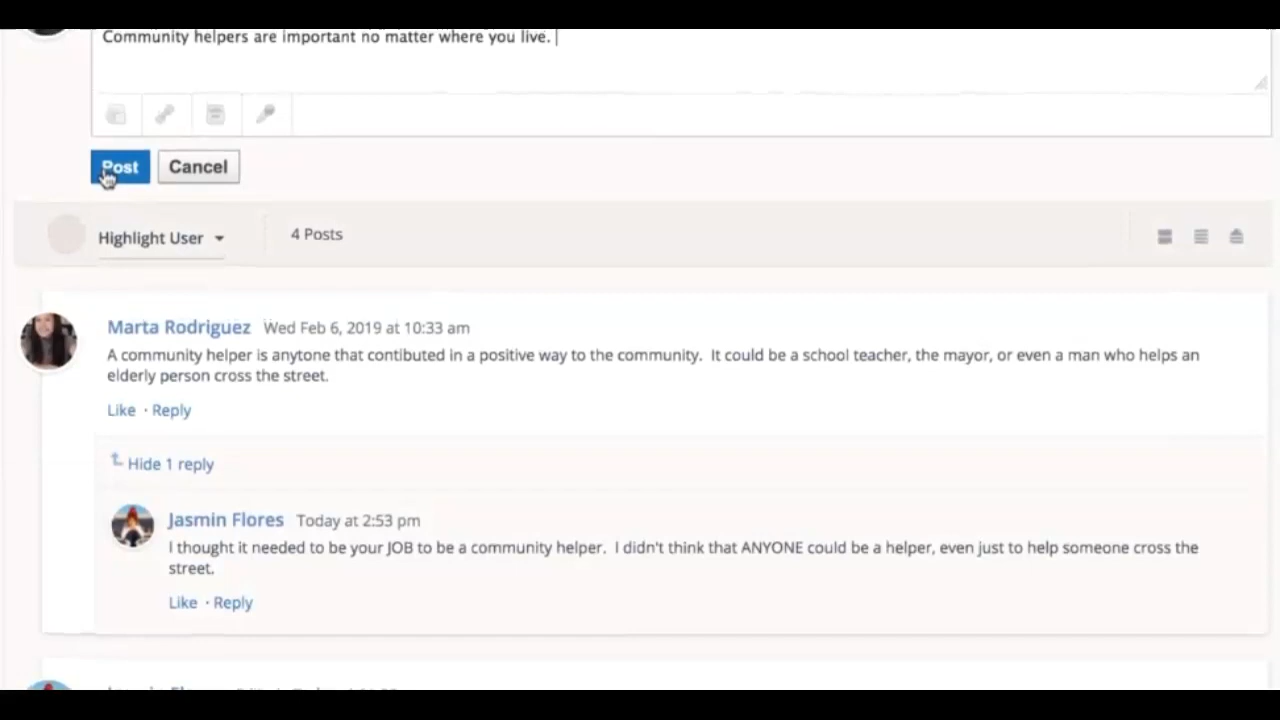 Community helpers are important no matter where you live.
Post Cancel
Highlight User 4 Posts
Marta Rodriguez Wed Feb 6, 2019 at 10:33 am
A community helper is anytone that contibuted in a positive way to the community. It could be a school teacher, the mayor, or even a man who helps an
elderly person cross the street.
Like · Reply
Hide 1 reply
Jasmin Flores Today at 2:53 pm
I thought it needed to be your JOB to be a community helper. I didn't think that ANYONE could be a helper, even just to help someone cross the
street.
Like · Reply